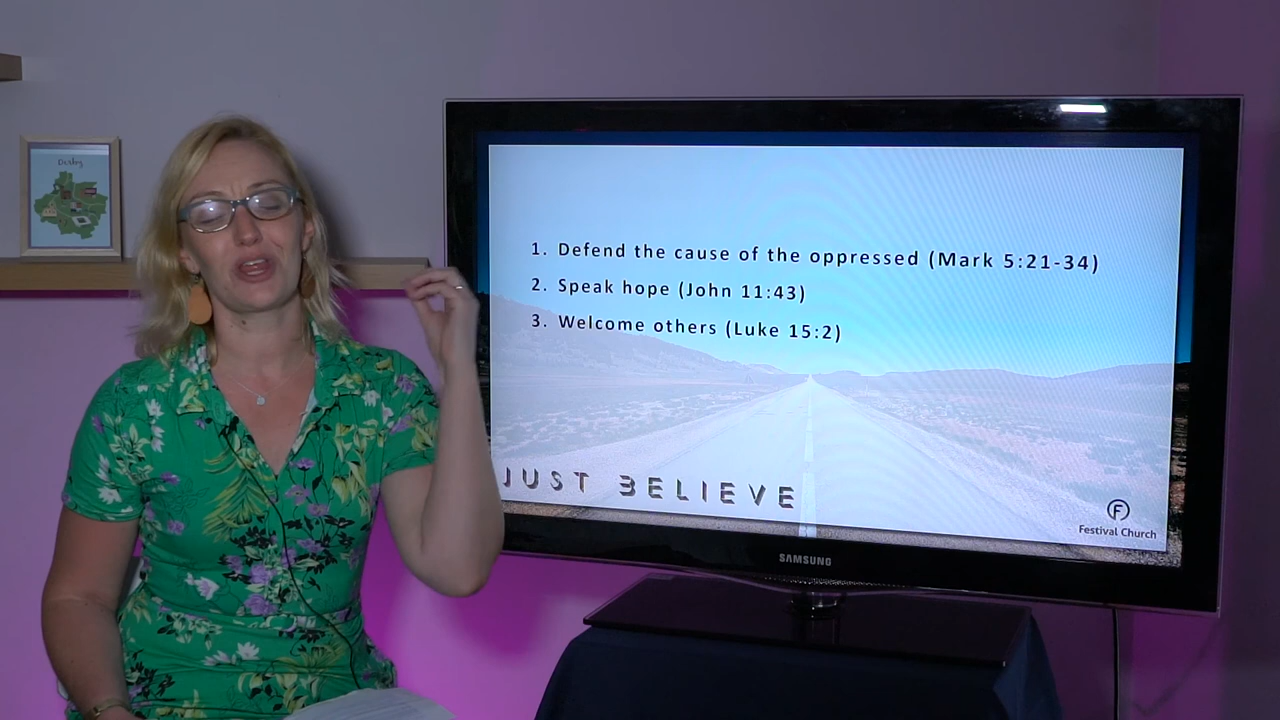 Derby
1. Defend the cause of the oppressed (Mark 5:21-34)
2. Speak hope (John 11:43)
3. Welcome others (Luke 15:2)
JUST BELIEVE
F
Festival Church
SAMSUNG